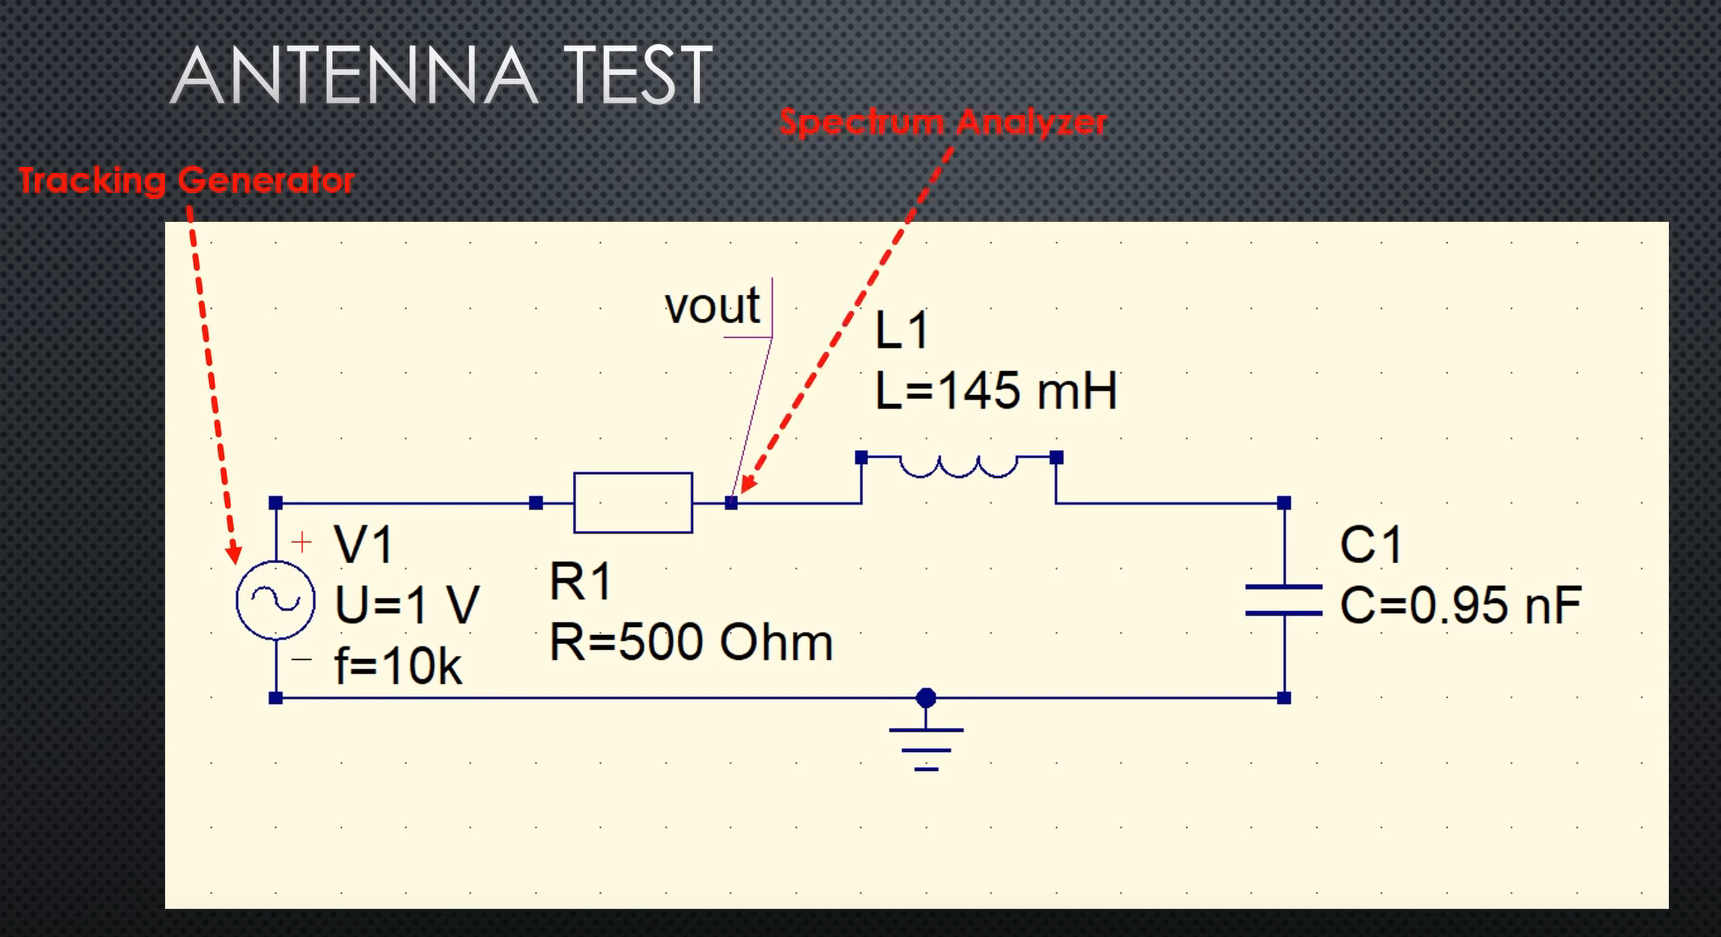 ANTENNA TEST
Spectrum Analyzer
Tracking Generator
vout
L1
L=145 mH
+ V1
U=1 V
− f=10k
R1
R=500 Ohm
C1
C=0.95 nF